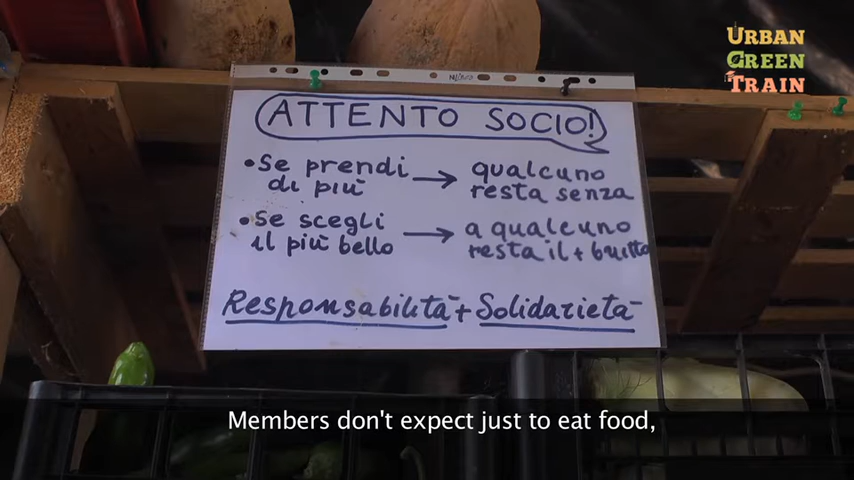 URBAN
GREEN
TRAIN
ATTENTO SOCIO!
•Se prendi → qualcuno
di più resta senza
•Se scegli → a qualcuno
il più bello resta il + brutto
Responsabilità + Solidarietà
Members don't expect just to eat food,